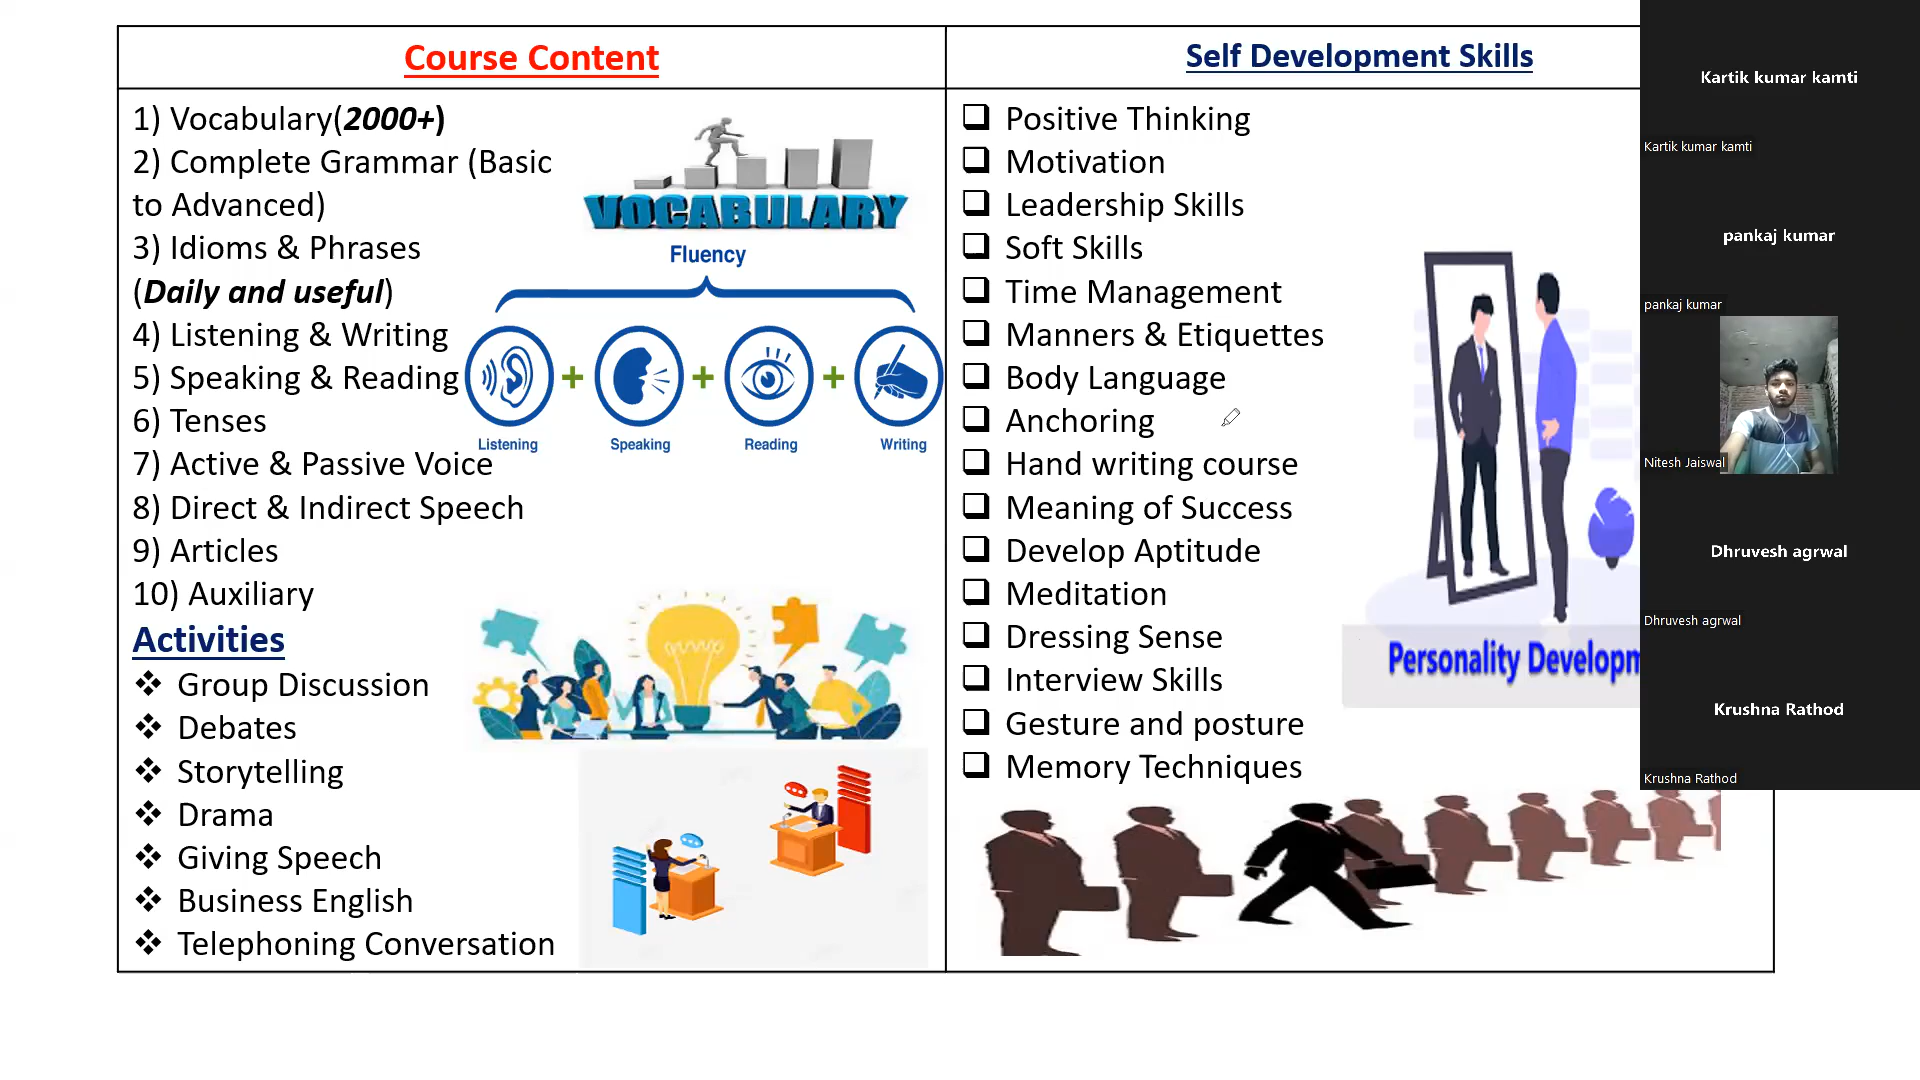 Course Content
1) Vocabulary(2000+)
2) Complete Grammar (Basic
to Advanced)
3) Idioms & Phrases
(Daily and useful)
4) Listening & Writing
5) Speaking & Reading
6) Tenses
7) Active & Passive Voice
8) Direct & Indirect Speech
9) Articles
10) Auxiliary
VOCABULARY
Fluency
Listening
Speaking
Reading
Writing
Activities
Group Discussion
Debates
Storytelling
Drama
Giving Speech
Business English
Telephoning Conversation
Self Development Skills
Positive Thinking
Motivation
Leadership Skills
Soft Skills
Time Management
Manners & Etiquettes
Body Language
Anchoring
Hand writing course
Meaning of Success
Develop Aptitude
Meditation
Dressing Sense
Interview Skills
Gesture and posture
Memory Techniques
Personality Developm
Kartik kumar kamti
Kartik kumar kamti
pankaj kumar
pankaj kumar
Nitesh Jaiswal
Dhruvesh agrwal
Dhruvesh agrwal
Krushna Rathod
Krushna Rathod